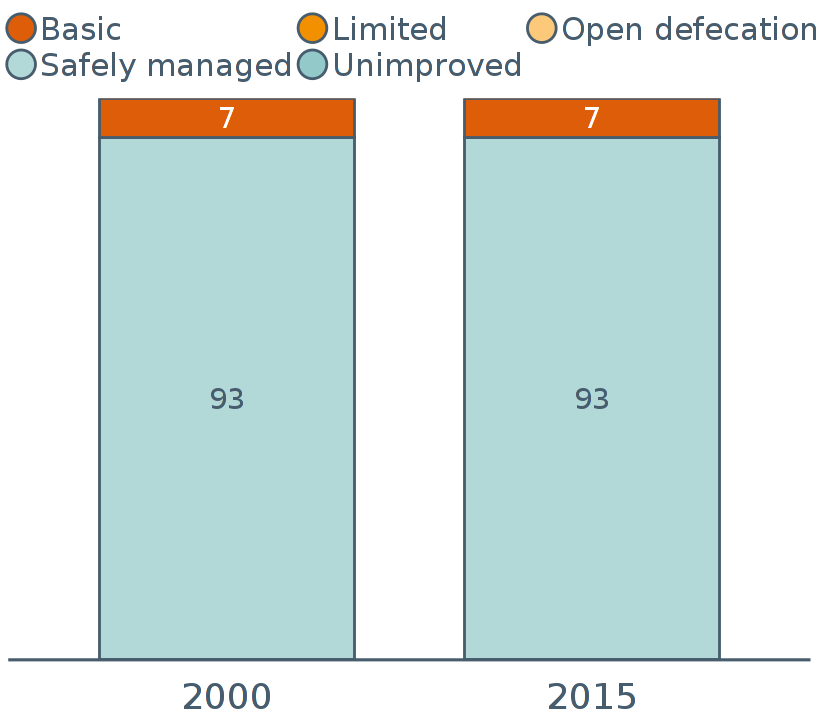 Basic Limited Open defecation
Safely managed Unimproved
7 7
93 93
2000 2015